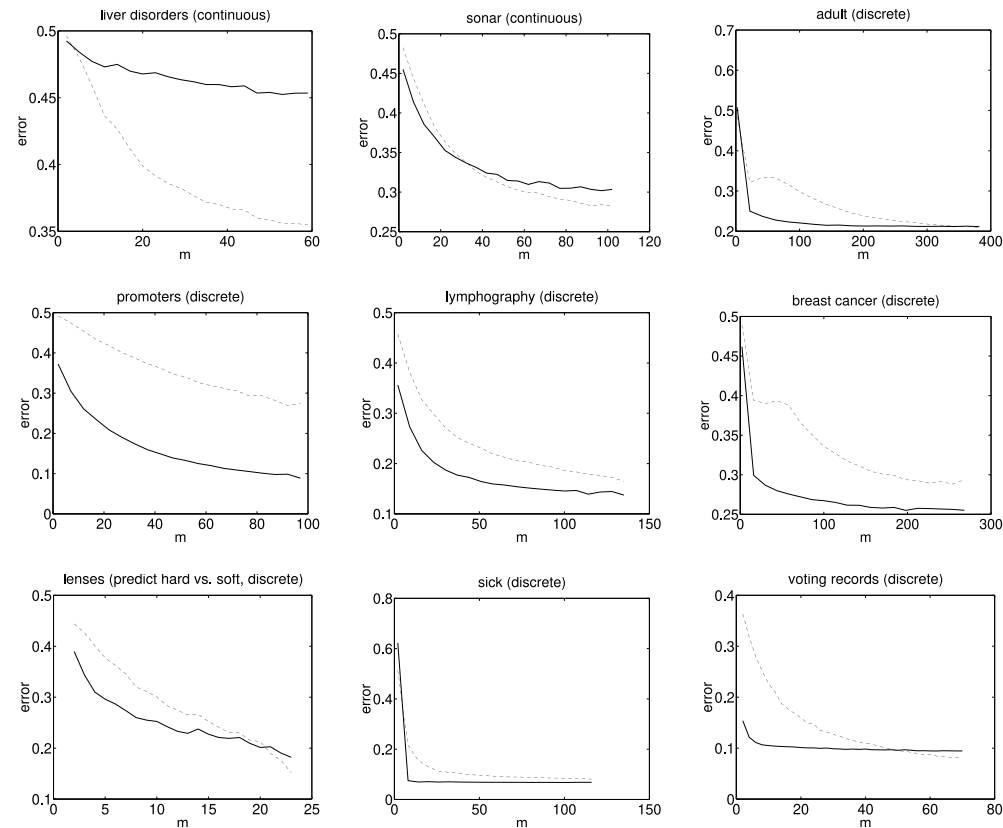 liver disorders (continuous)
0.5
0.45
0.4
0.35
error
0 20 40 60
m
sonar (continuous)
0.5
0.45
0.4
0.35
0.3
0.25
error
0 20 40 60 80 100 120
m
adult (discrete)
0.7
0.6
0.5
0.4
0.3
0.2
error
0 100 200 300 400
m
promoters (discrete)
0.5
0.4
0.3
0.2
0.1
0
error
0 20 40 60 80 100
m
lymphography (discrete)
0.5
0.4
0.3
0.2
0.1
error
0 50 100 150
m
breast cancer (discrete)
0.5
0.45
0.4
0.35
0.3
0.25
error
0 100 200 300
m
lenses (predict hard vs. soft, discrete)
0.5
0.4
0.3
0.2
0.1
error
0 5 10 15 20 25
m
sick (discrete)
0.8
0.6
0.4
0.2
0
error
0 50 100 150
m
voting records (discrete)
0.4
0.3
0.2
0.1
0
error
0 20 40 60 80
m